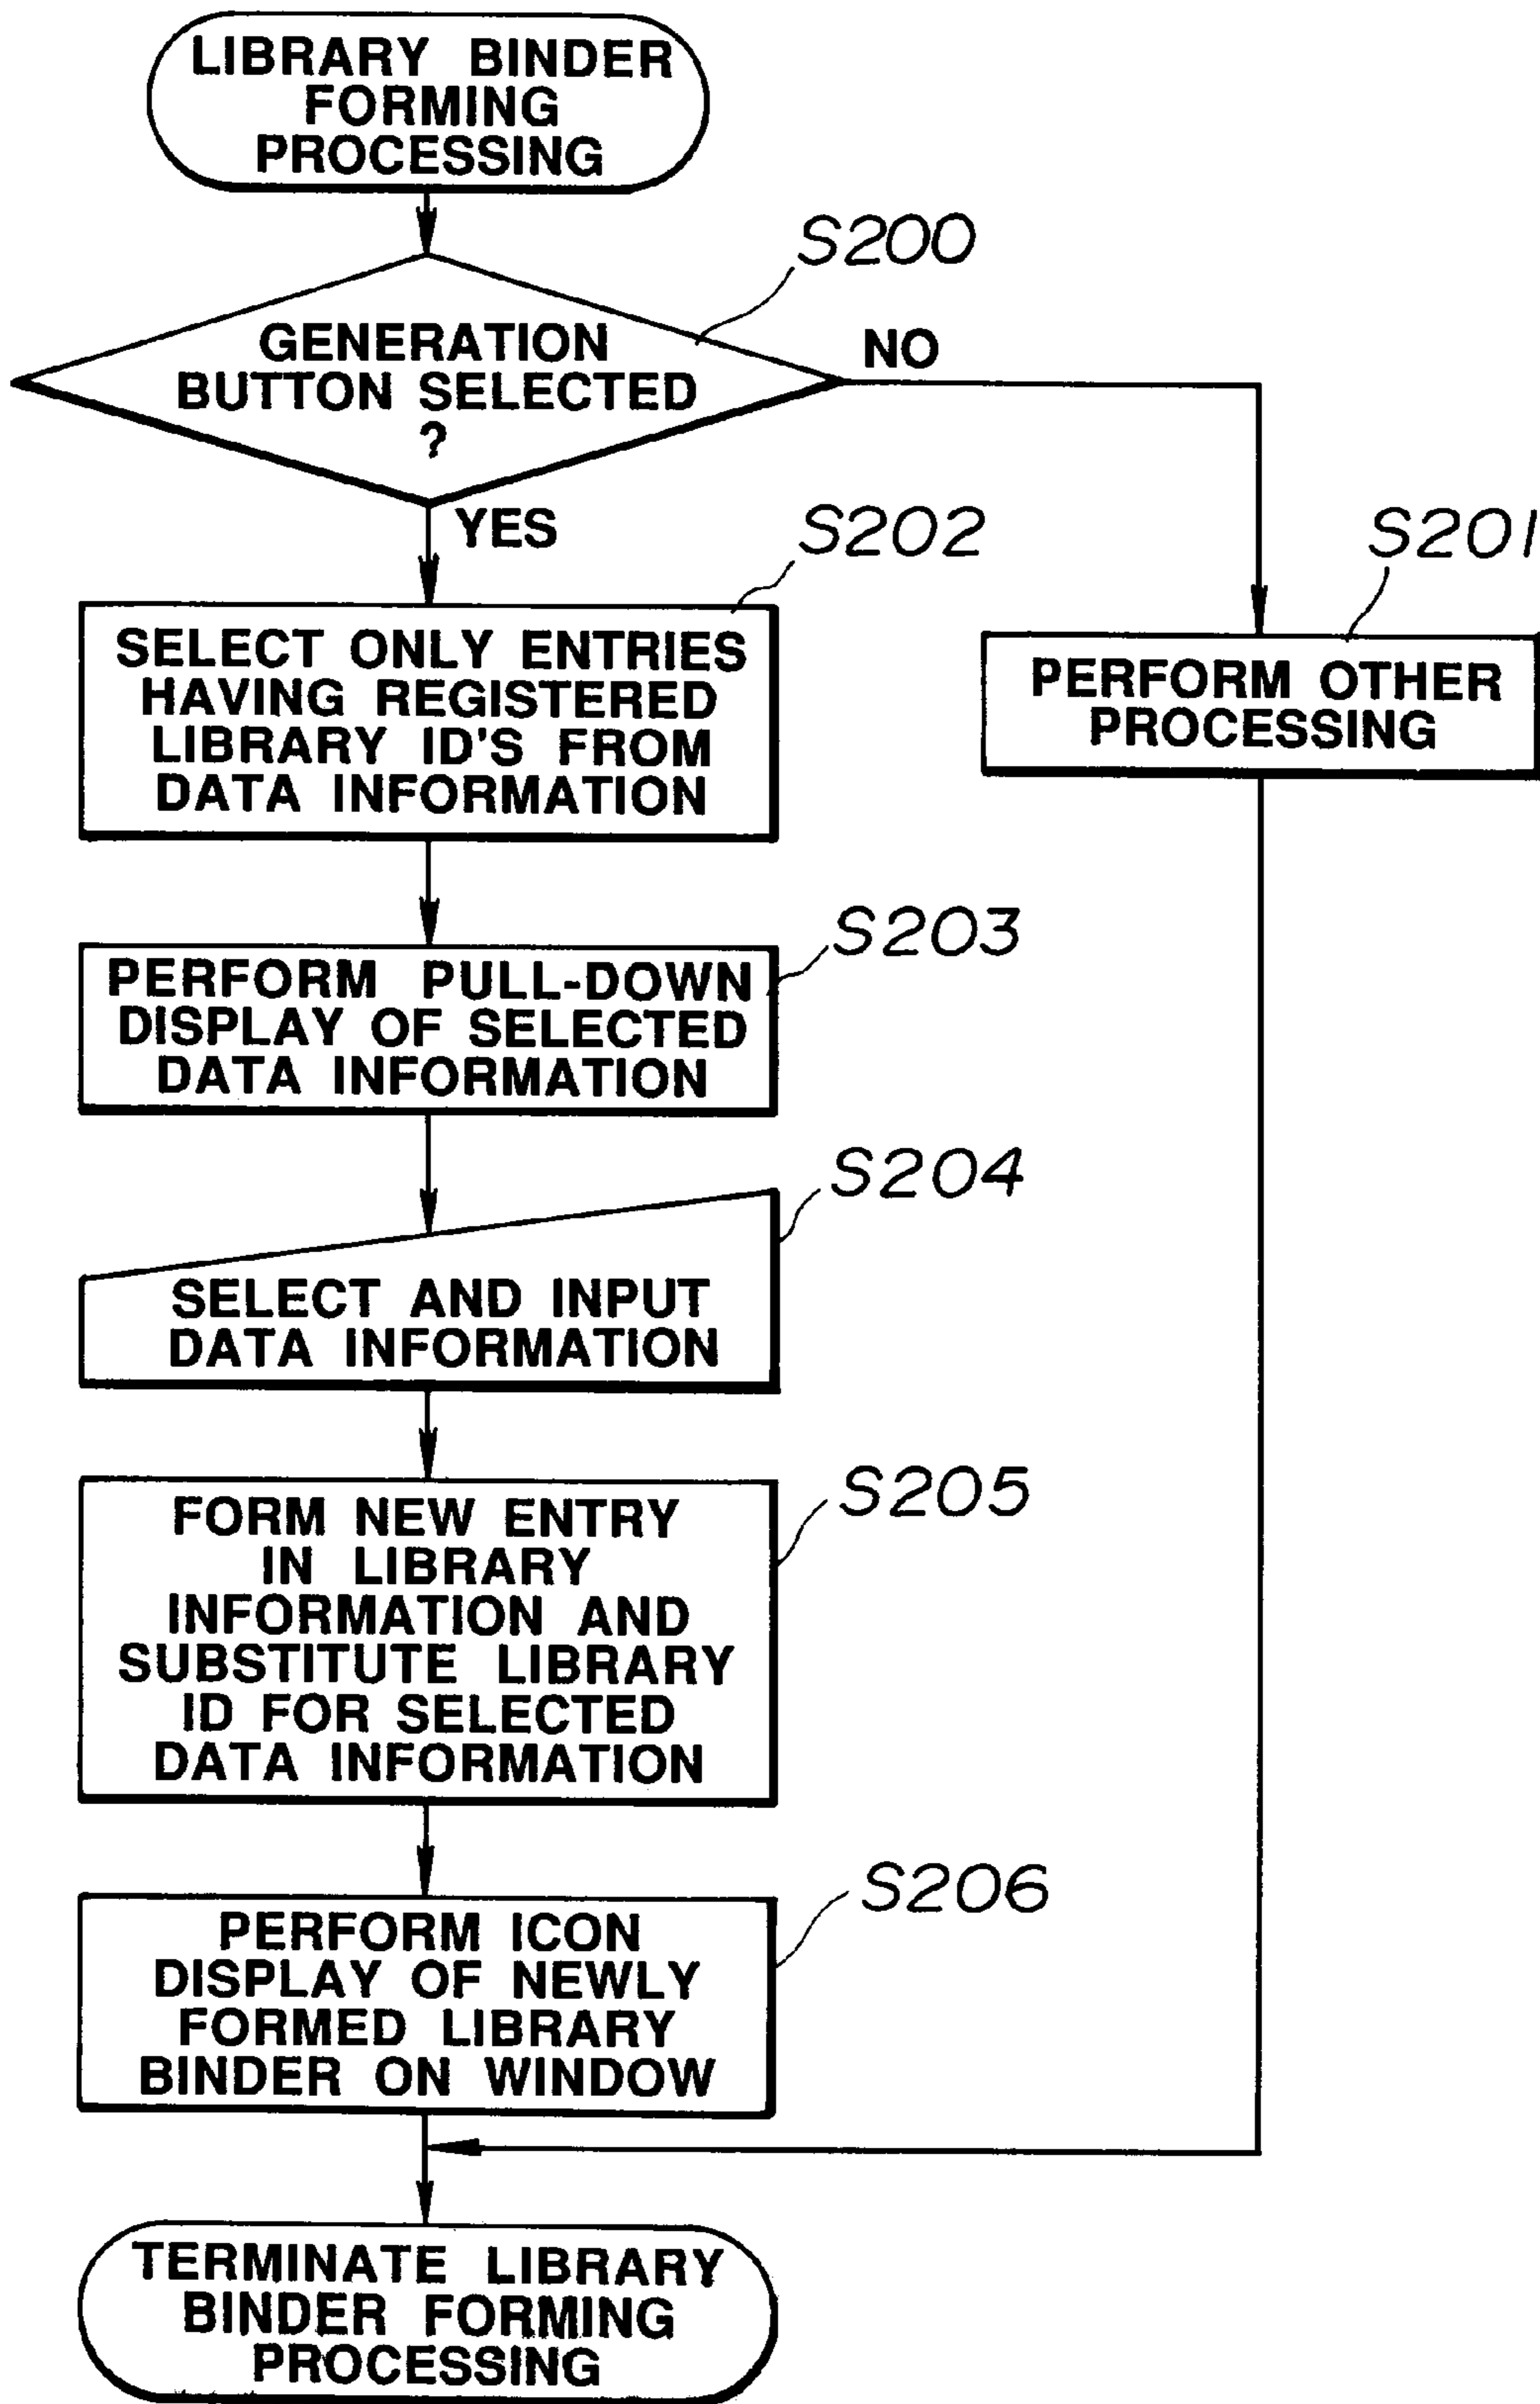 LIBRARY BINDER
FORMING
PROCESSING
S200
GENERATION
BUTTON SELECTED
?
NO
YES
S202
S201
SELECT ONLY ENTRIES
HAVING REGISTERED
LIBRARY ID'S FROM
DATA INFORMATION
PERFORM OTHER
PROCESSING
S203
PERFORM PULL-DOWN
DISPLAY OF SELECTED
DATA INFORMATION
S204
SELECT AND INPUT
DATA INFORMATION
S205
FORM NEW ENTRY
IN LIBRARY
INFORMATION AND
SUBSTITUTE LIBRARY
ID FOR SELECTED
DATA INFORMATION
S206
PERFORM ICON
DISPLAY OF NEWLY
FORMED LIBRARY
BINDER ON WINDOW
TERMINATE LIBRARY
BINDER FORMING
PROCESSING